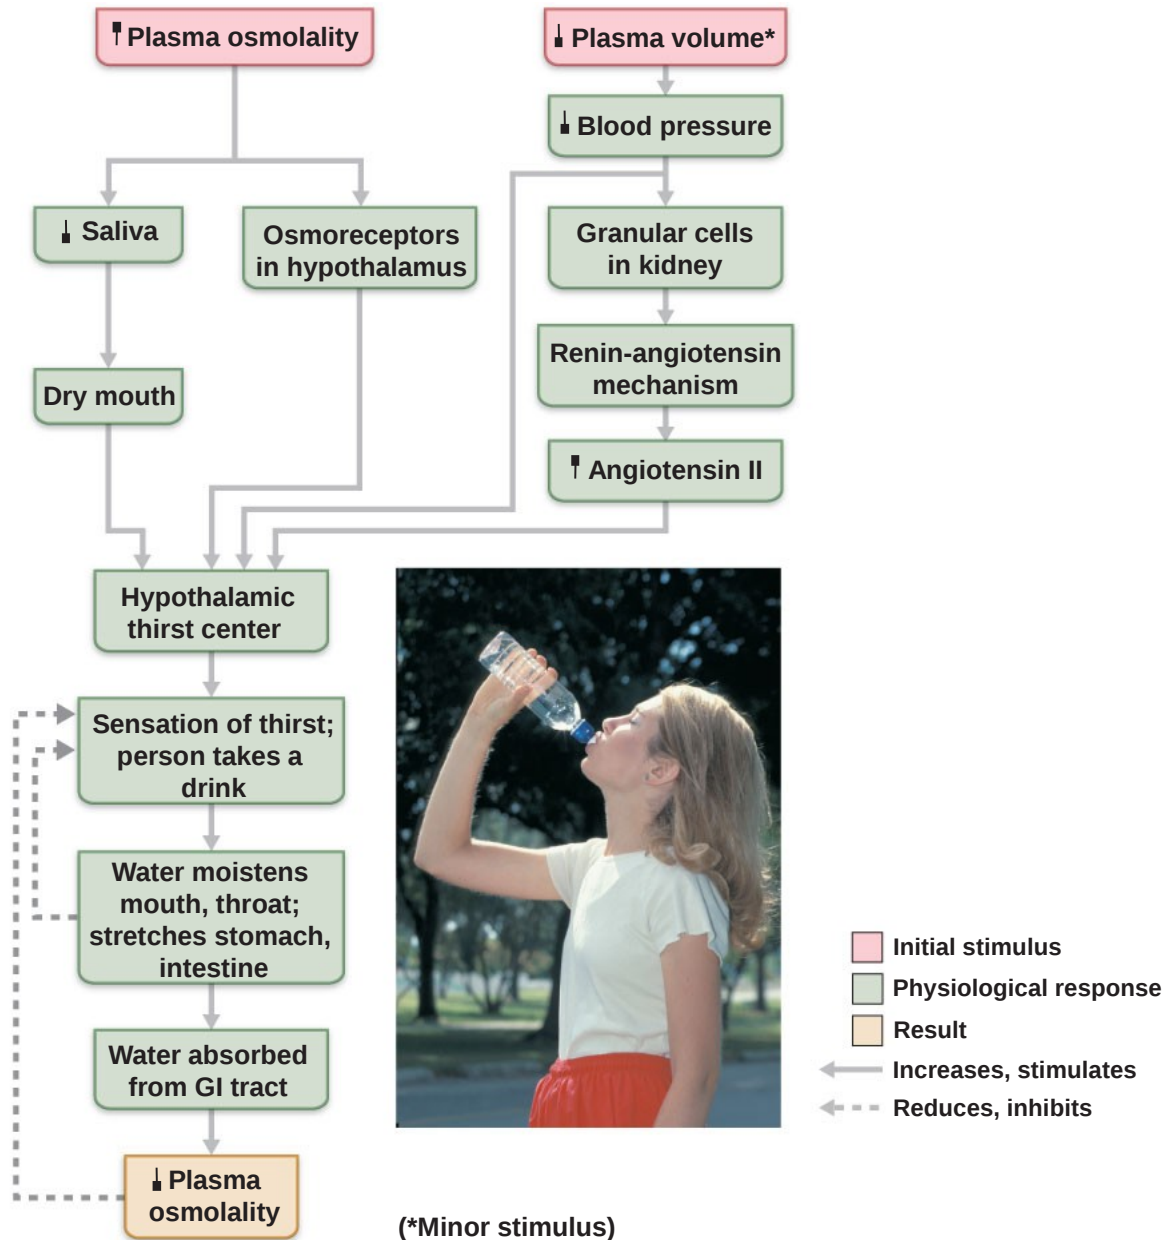 Plasma osmolality
Plasma volume*
Blood pressure
Saliva
Osmoreceptors
in hypothalamus
Granular cells
in kidney
Renin-angiotensin
mechanism
Dry mouth
Angiotensin II
Hypothalamic
thirst center
Sensation of thirst;
person takes a
drink
Water moistens
mouth, throat;
stretches stomach,
intestine
Water absorbed
from GI tract
Plasma
osmolality
Initial stimulus
Physiological response
Result
Increases, stimulates
Reduces, inhibits
(*Minor stimulus)